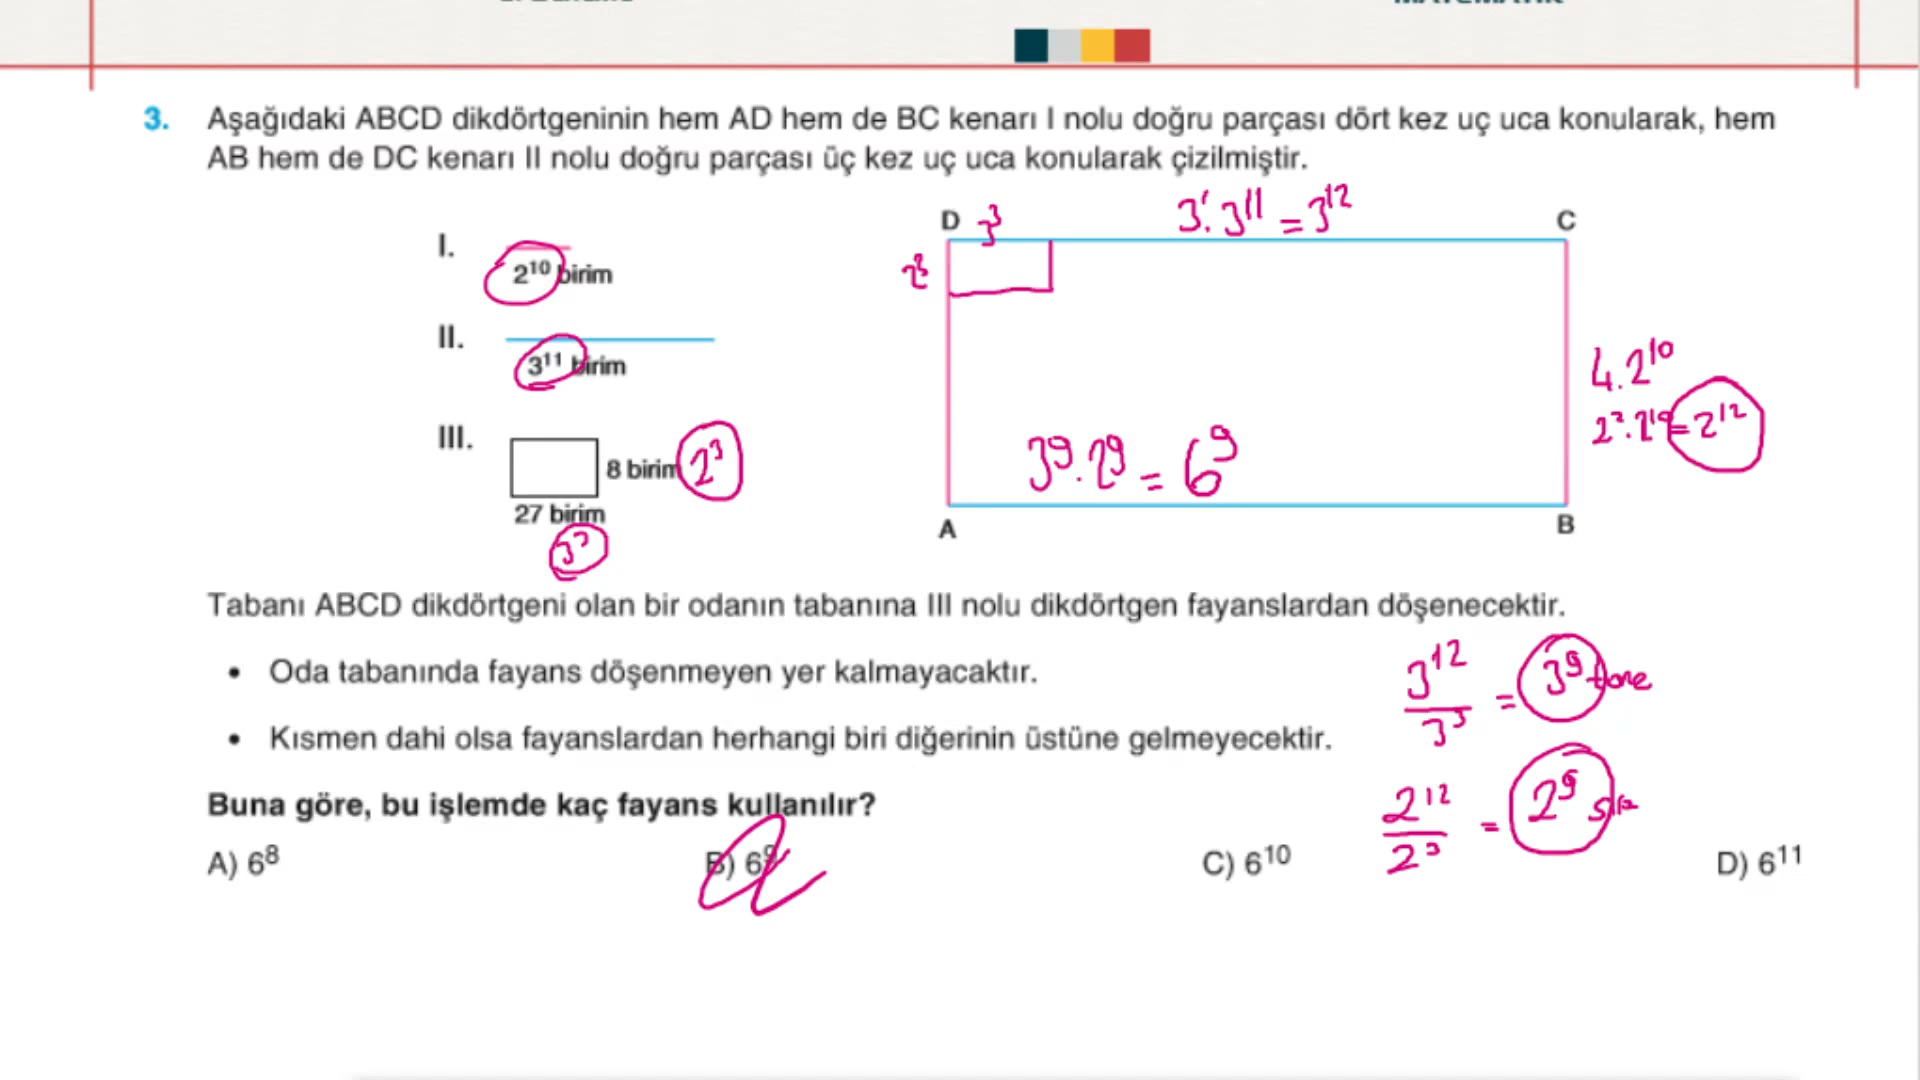 3. Aşağıdaki ABCD dikdörtgeninin hem AD hem de BC kenarı I nolu doğru parçası dört kez uç uca konularak, hem
AB hem de DC kenarı II nolu doğru parçası üç kez uç uca konularak çizilmiştir.
D 3³ 3¹.3¹¹ = 3¹² C
I.
2¹⁰ birim
2³
II.
3¹¹ birim
4.2¹⁰
2².2¹⁰ = 2¹²
III.
8 birim 2³
27 birim
3³
3⁹.2⁹ = 6⁹
A B
Tabanı ABCD dikdörtgeni olan bir odanın tabanına III nolu dikdörtgen fayanslardan döşenecektir.
• Oda tabanında fayans döşenmeyen yer kalmayacaktır.
3¹²/3³ = 3⁹ tane
• Kısmen dahi olsa fayanslardan herhangi biri diğerinin üstüne gelmeyecektir.
2¹²/2³ = 2⁹
Buna göre, bu işlemde kaç fayans kullanılır?
A) 6⁸ B) 6⁹ C) 6¹⁰ D) 6¹¹